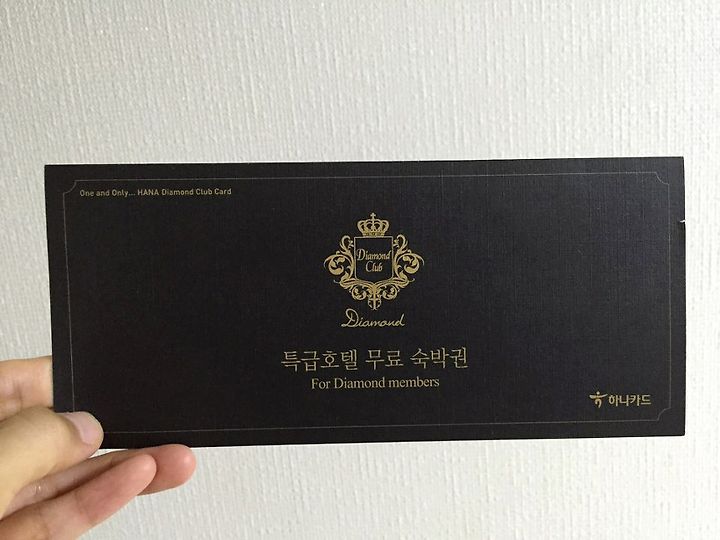 One and Only... HANA Diamond Club Card
Diamond
Club
Diamond
특급호텔 무료 숙박권
For Diamond members
하나카드